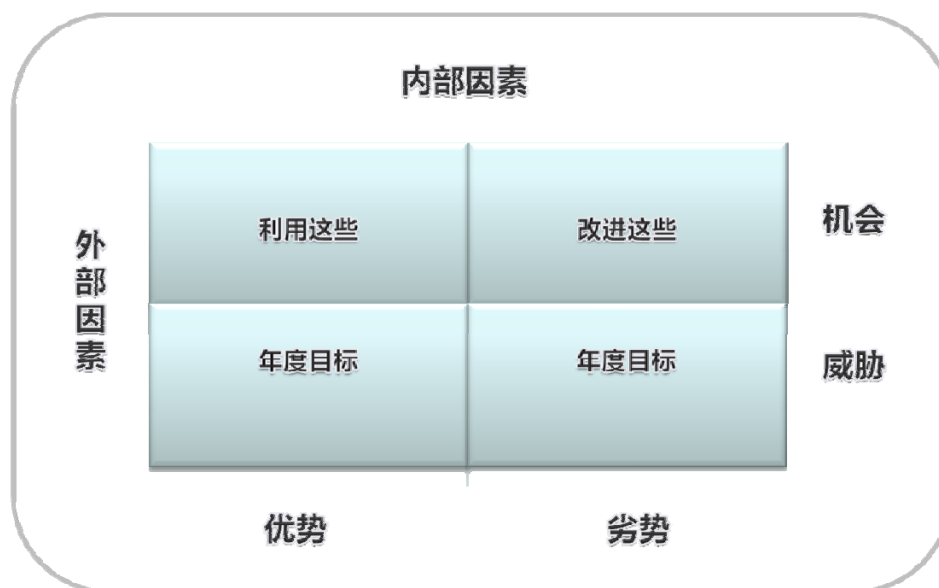 内部因素
外部因素
利用这些
改进这些
机会
年度目标
年度目标
威胁
优势
劣势